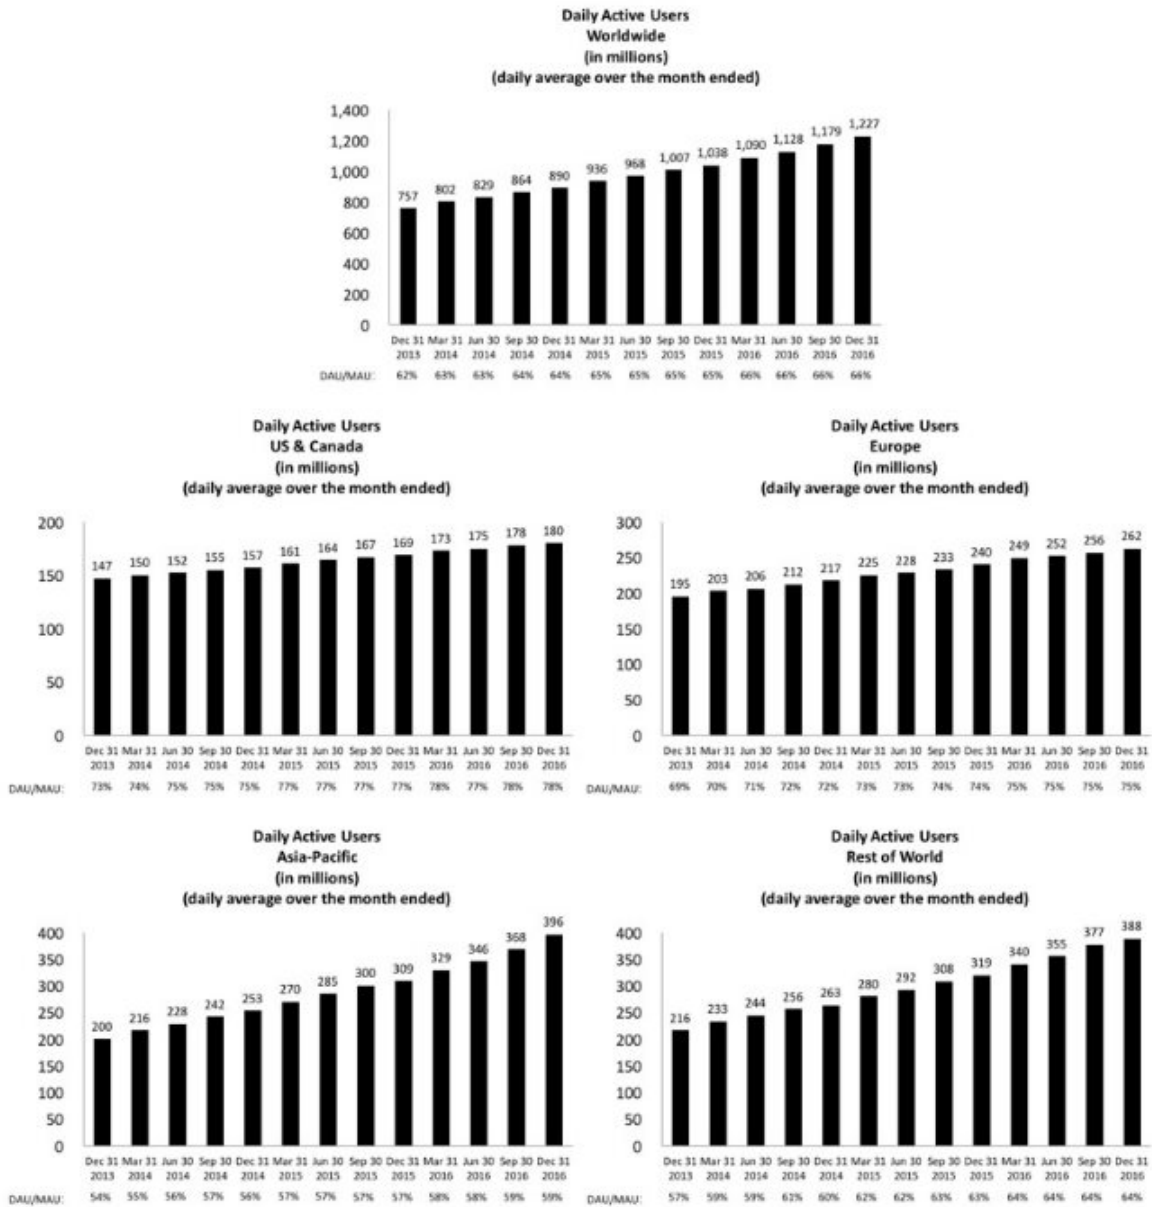 Daily Active Users
Worldwide
(in millions)
(daily average over the month ended)
1,400
1,200
1,000
800
600
400
200
0
757 802 829 864 890 936 968 1,007 1,038 1,090 1,128 1,179 1,227
Dec 31 Mar 31 Jun 30 Sep 30 Dec 31 Mar 31 Jun 30 Sep 30 Dec 31 Mar 31 Jun 30 Sep 30 Dec 31
2013 2014 2014 2014 2014 2015 2015 2015 2015 2016 2016 2016 2016
DAU/MAU: 62% 63% 63% 64% 64% 65% 65% 65% 65% 66% 66% 66% 66%
Daily Active Users
US & Canada
(in millions)
(daily average over the month ended)
200
150
100
50
0
147 150 152 155 157 161 164 167 169 173 175 178 180
Dec 31 Mar 31 Jun 30 Sep 30 Dec 31 Mar 31 Jun 30 Sep 30 Dec 31 Mar 31 Jun 30 Sep 30 Dec 31
2013 2014 2014 2014 2014 2015 2015 2015 2015 2016 2016 2016 2016
DAU/MAU: 73% 74% 75% 75% 75% 77% 77% 77% 77% 78% 77% 78% 78%
Daily Active Users
Europe
(in millions)
(daily average over the month ended)
300
250
200
150
100
50
0
195 203 206 212 217 225 228 233 240 249 252 256 262
Dec 31 Mar 31 Jun 30 Sep 30 Dec 31 Mar 31 Jun 30 Sep 30 Dec 31 Mar 31 Jun 30 Sep 30 Dec 31
2013 2014 2014 2014 2014 2015 2015 2015 2015 2016 2016 2016 2016
DAU/MAU: 69% 70% 71% 72% 72% 73% 73% 74% 74% 75% 75% 75% 75%
Daily Active Users
Asia-Pacific
(in millions)
(daily average over the month ended)
400
350
300
250
200
150
100
50
0
200 216 228 242 253 270 285 300 309 329 346 368 396
Dec 31 Mar 31 Jun 30 Sep 30 Dec 31 Mar 31 Jun 30 Sep 30 Dec 31 Mar 31 Jun 30 Sep 30 Dec 31
2013 2014 2014 2014 2014 2015 2015 2015 2015 2016 2016 2016 2016
DAU/MAU: 54% 55% 56% 57% 56% 57% 57% 57% 57% 58% 58% 59% 59%
Daily Active Users
Rest of World
(in millions)
(daily average over the month ended)
400
350
300
250
200
150
100
50
0
216 233 244 256 263 280 292 308 319 340 355 377 388
Dec 31 Mar 31 Jun 30 Sep 30 Dec 31 Mar 31 Jun 30 Sep 30 Dec 31 Mar 31 Jun 30 Sep 30 Dec 31
2013 2014 2014 2014 2014 2015 2015 2015 2015 2016 2016 2016 2016
DAU/MAU: 57% 59% 59% 61% 60% 62% 62% 63% 63% 64% 64% 64% 64%